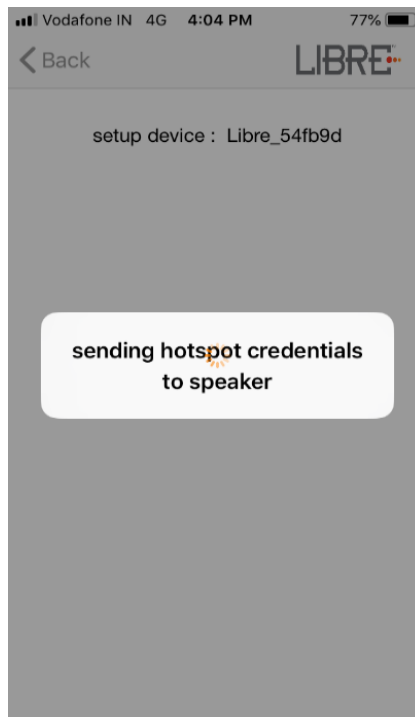 Vodafone IN 4G 4:04 PM 77%
Back LIBRE
setup device : Libre_54fb9d
sending hotspot credentials
to speaker